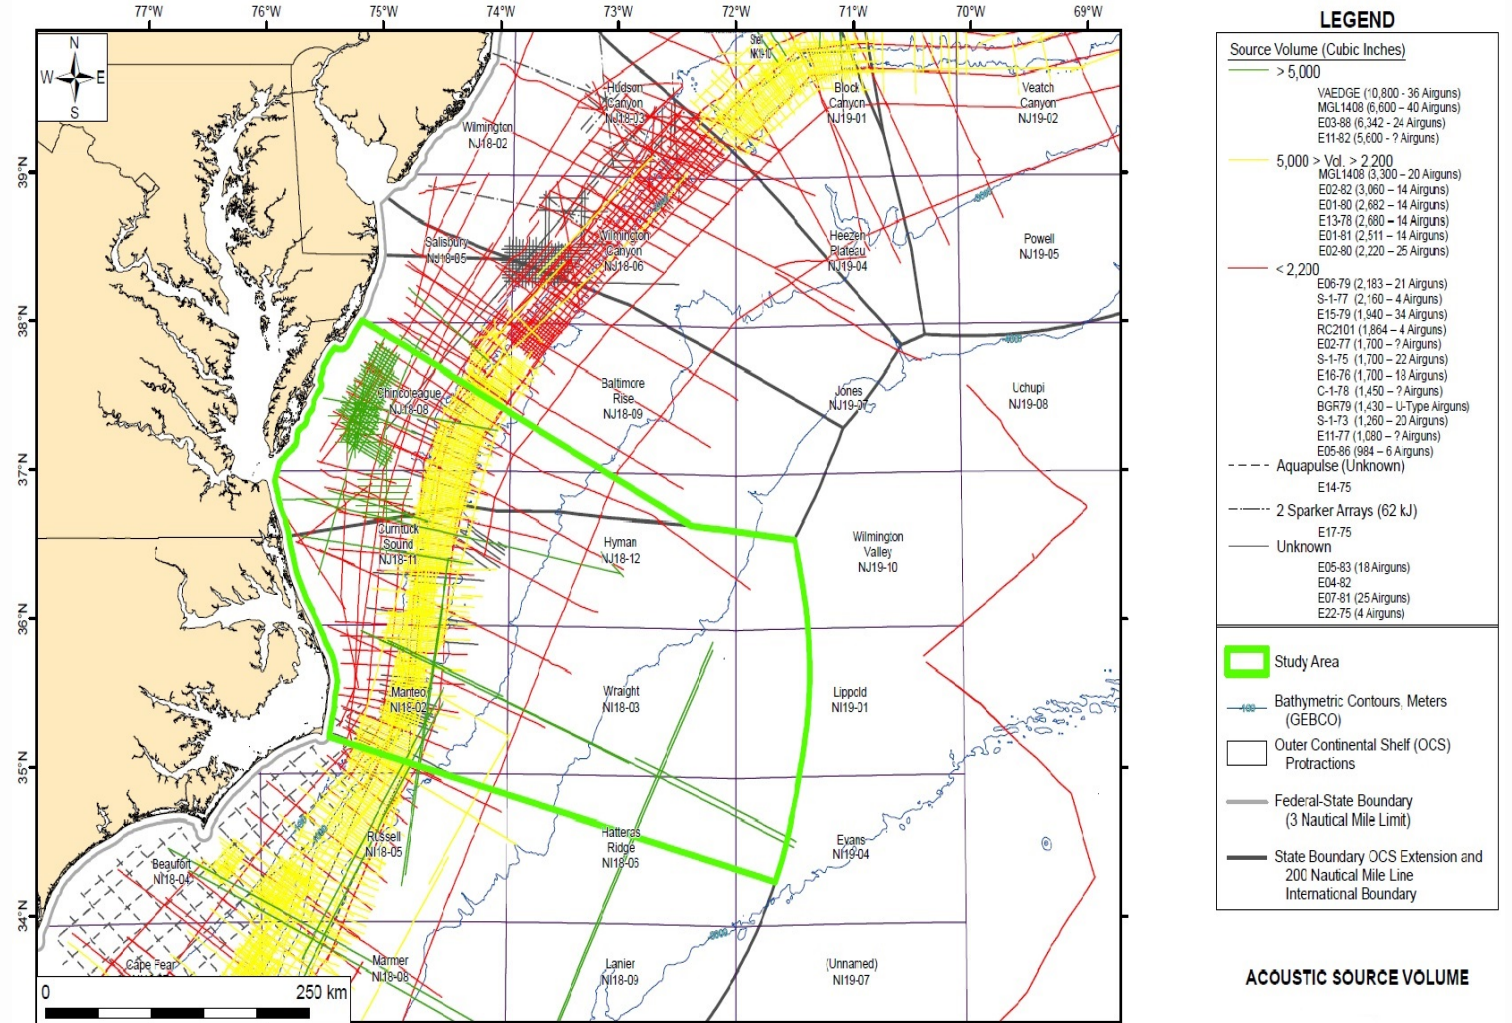 77°W 76°W 75°W 74°W 73°W 72°W 71°W 70°W 69°W
N
W E
S
39°N
38°N
37°N
36°N
35°N
34°N
Hudson
Canyon
NJ18-03
Block
Canyon
NJ19-01
Veatch
Canyon
NJ19-02
Wilmington
NJ18-02
Salisbury
NJ18-05
Wilmington
Canyon
NJ18-06
Heezen
Plateau
NJ19-04
Powell
NJ19-05
Chincoteague
NJ18-08
Baltimore
Rise
NJ18-09
Jones
NJ19-07
Uchupi
NJ19-08
Currituck
Sound
NJ18-11
Hyman
NJ18-12
Wilmington
Valley
NJ19-10
Manteo
NI18-02
Wraight
NI18-03
Lippold
NI19-01
Russell
NI18-05
Hatteras
Ridge
NI18-06
Evans
NI19-04
Beaufort
NI18-04
Cape Fear
Marmer
NI18-08
Lanier
NI18-09
(Unnamed)
NI19-07
0 250 km
LEGEND
Source Volume (Cubic Inches)
> 5,000
VAEDGE (10,800 - 36 Airguns)
MGL1408 (6,600 – 40 Airguns)
E03-88 (6,342 - 24 Airguns)
E11-82 (5,600 - ? Airguns)
5,000 > Vol. > 2,200
MGL1408 (3,300 – 20 Airguns)
E02-82 (3,060 – 14 Airguns)
E01-80 (2,682 – 14 Airguns)
E13-78 (2,680 – 14 Airguns)
E01-81 (2,511 – 14 Airguns)
E02-80 (2,220 – 25 Airguns)
< 2,200
E06-79 (2,183 – 21 Airguns)
S-1-77 (2,160 – 4 Airguns)
E15-79 (1,940 – 34 Airguns)
RC2101 (1,864 – 4 Airguns)
E02-77 (1,700 – ? Airguns)
S-1-75 (1,700 – 22 Airguns)
E16-76 (1,700 – 18 Airguns)
C-1-78 (1,450 – ? Airguns)
BGR79 (1,430 – U-Type Airguns)
S-1-73 (1,260 – 20 Airguns)
E11-77 (1,080 – ? Airguns)
E05-86 (984 – 6 Airguns)
Aquapulse (Unknown)
E14-75
2 Sparker Arrays (62 kJ)
E17-75
Unknown
E05-83 (18 Airguns)
E04-82
E07-81 (25 Airguns)
E22-75 (4 Airguns)
Study Area
-100 Bathymetric Contours, Meters
(GEBCO)
Outer Continental Shelf (OCS)
Protractions
Federal-State Boundary
(3 Nautical Mile Limit)
State Boundary OCS Extension and
200 Nautical Mile Line
International Boundary
ACOUSTIC SOURCE VOLUME